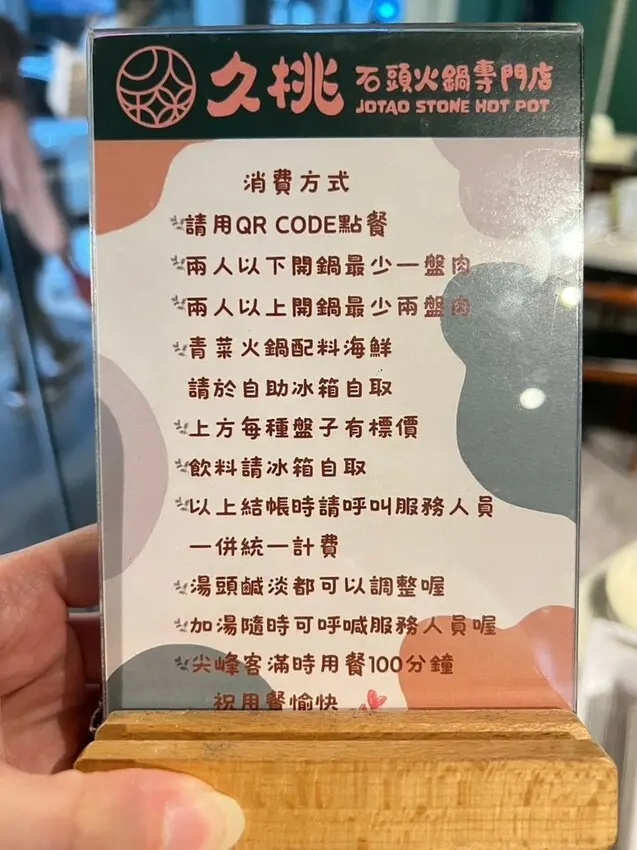 久桃 石頭火鍋專門店
JOTAO STONE HOT POT
消費方式
請用QR CODE點餐
兩人以下開鍋最少一盤肉
兩人以上開鍋最少兩盤肉
青菜火鍋配料海鮮
請於自助冰箱自取
上方每種盤子有標價
飲料請冰箱自取
以上結帳時請呼叫服務人員
一併統一計費
湯頭鹹淡都可以調整喔
加湯隨時可呼喊服務人員喔
尖峰客滿時用餐100分鐘
祝用餐愉快